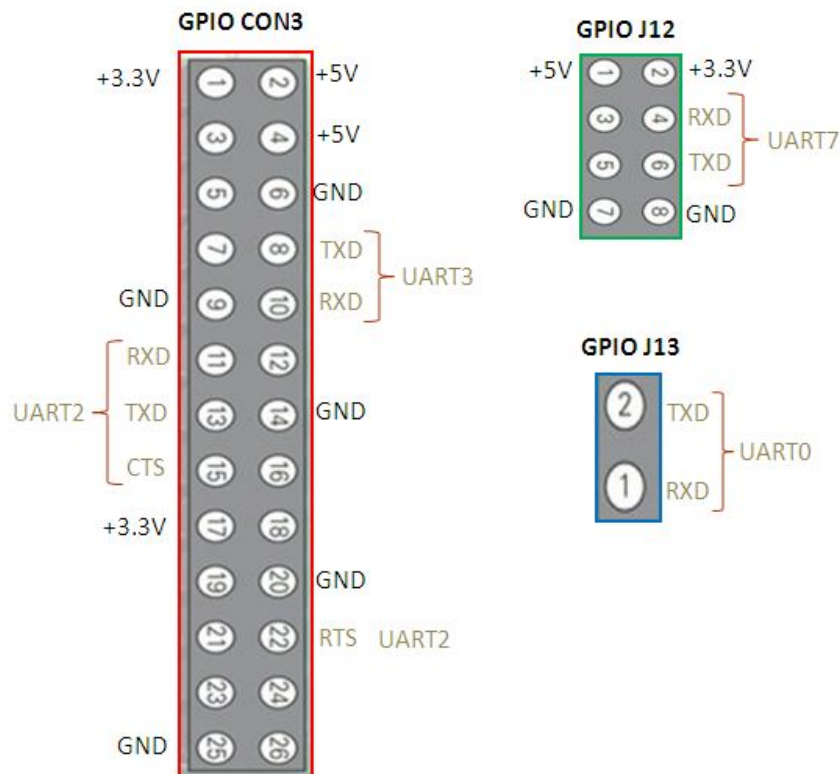 GPIO CON3
+3.3V 1 2 +5V
3 4 +5V
5 6 GND
7 8 TXD
UART3
GND 9 10 RXD
RXD 11 12
UART2 TXD 13 14 GND
CTS 15 16
+3.3V 17 18
19 20 GND
21 22 RTS UART2
23 24
GND 25 26
GPIO J12
+5V 1 2 +3.3V
3 4 RXD
UART7
5 6 TXD
GND 7 8 GND
GPIO J13
2 TXD
UART0
1 RXD